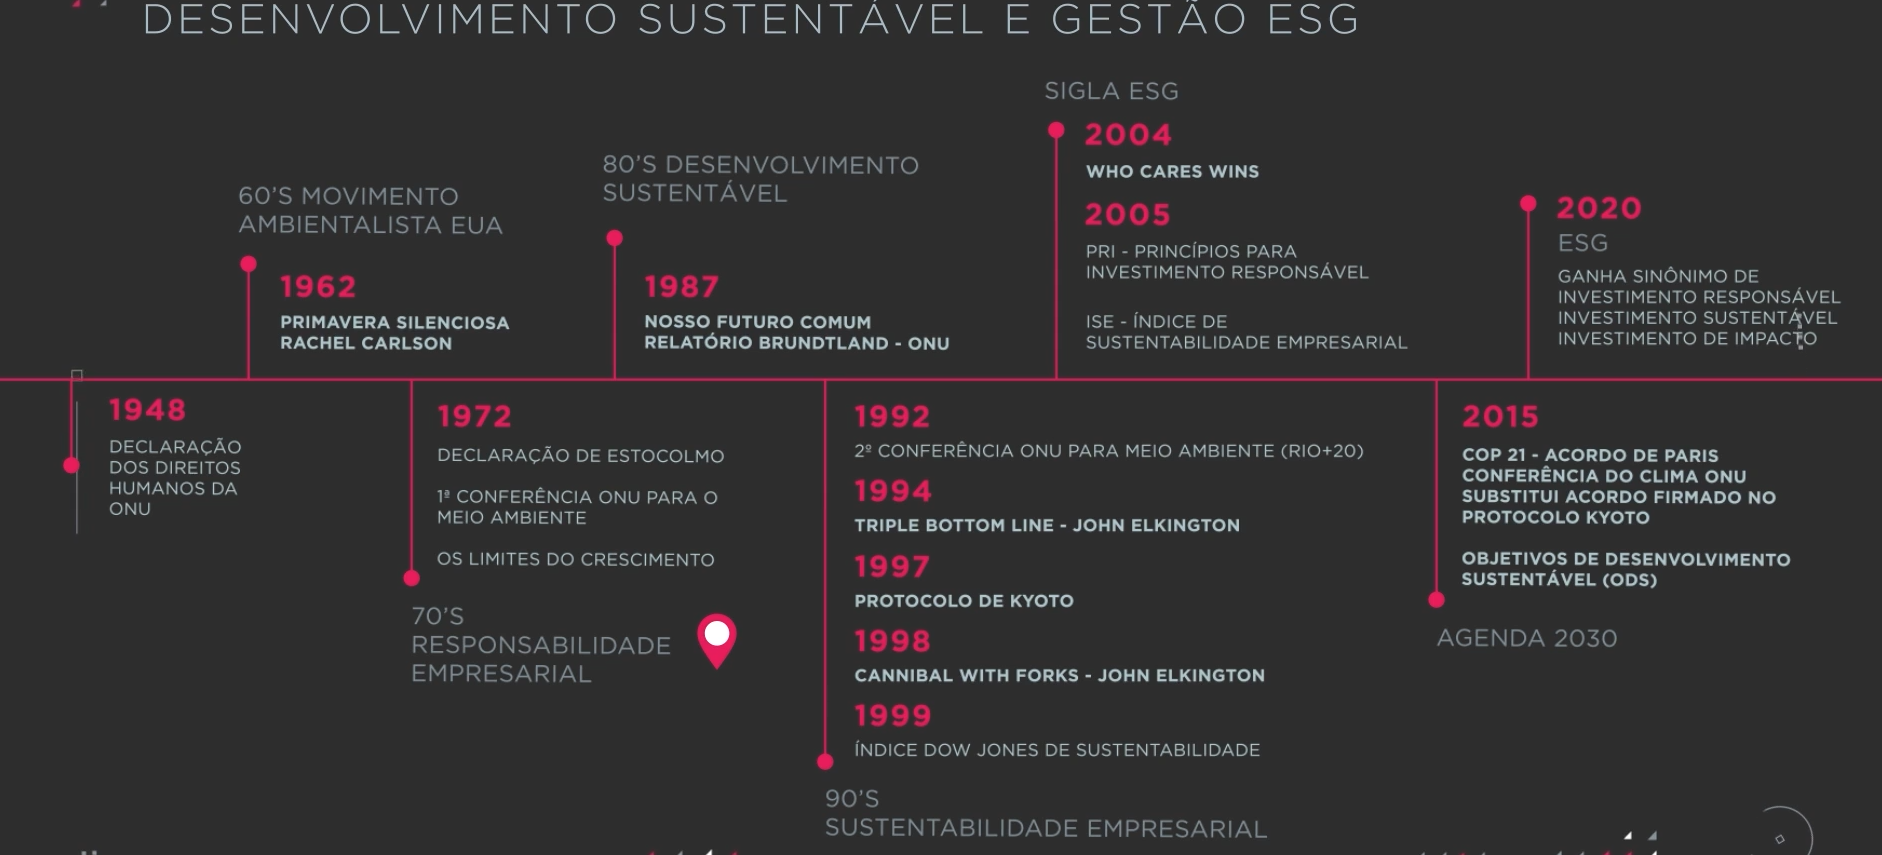 DESENVOLVIMENTO SUSTENTÁVEL E GESTÃO ESG
1948
DECLARAÇÃO
DOS DIREITOS
HUMANOS DA
ONU
60'S MOVIMENTO
AMBIENTALISTA EUA
1962
PRIMAVERA SILENCIOSA
RACHEL CARLSON
1972
DECLARAÇÃO DE ESTOCOLMO
1ª CONFERÊNCIA ONU PARA O
MEIO AMBIENTE
OS LIMITES DO CRESCIMENTO
70'S
RESPONSABILIDADE
EMPRESARIAL
80'S DESENVOLVIMENTO
SUSTENTÁVEL
1987
NOSSO FUTURO COMUM
RELATÓRIO BRUNDTLAND - ONU
1992
2º CONFERÊNCIA ONU PARA MEIO AMBIENTE (RIO+20)
1994
TRIPLE BOTTOM LINE - JOHN ELKINGTON
1997
PROTOCOLO DE KYOTO
1998
CANNIBAL WITH FORKS - JOHN ELKINGTON
1999
ÍNDICE DOW JONES DE SUSTENTABILIDADE
90'S
SUSTENTABILIDADE EMPRESARIAL
SIGLA ESG
2004
WHO CARES WINS
2005
PRI - PRINCÍPIOS PARA
INVESTIMENTO RESPONSÁVEL
ISE - ÍNDICE DE
SUSTENTABILIDADE EMPRESARIAL
2015
COP 21 - ACORDO DE PARIS
CONFERÊNCIA DO CLIMA ONU
SUBSTITUI ACORDO FIRMADO NO
PROTOCOLO KYOTO
OBJETIVOS DE DESENVOLVIMENTO
SUSTENTÁVEL (ODS)
AGENDA 2030
2020
ESG
GANHA SINÔNIMO DE
INVESTIMENTO RESPONSÁVEL
INVESTIMENTO SUSTENTÁVEL
INVESTIMENTO DE IMPACTO